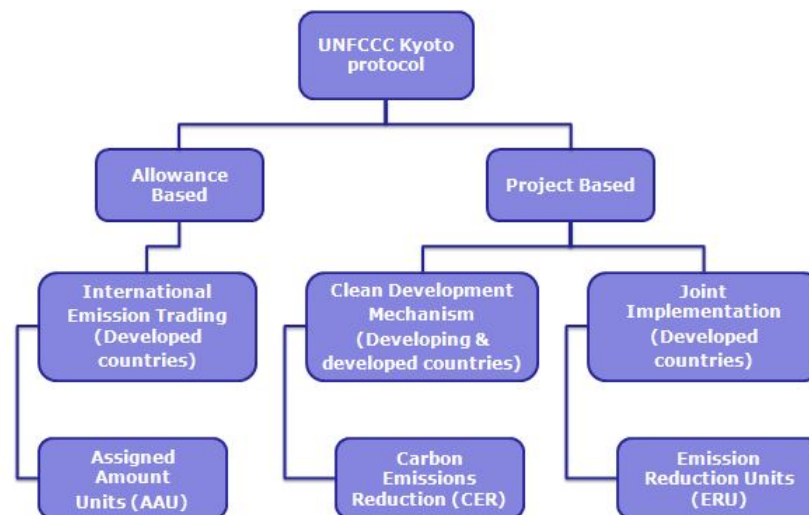 UNFCCC Kyoto
protocol
Allowance
Based
Project Based
International
Emission Trading
(Developed
countries)
Clean Development
Mechanism
(Developing &
developed countries)
Joint
Implementation
(Developed
countries)
Assigned
Amount
Units (AAU)
Carbon
Emissions
Reduction (CER)
Emission
Reduction Units
(ERU)